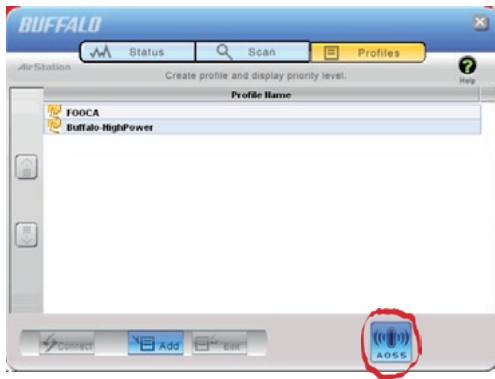 BUFFALO
Status
Scan
Profiles
AirStation
Create profile and display priority level.
Help
Profile Name
FOOCA
Buffalo-HighPower
Connect
Add
Edit
AOSS